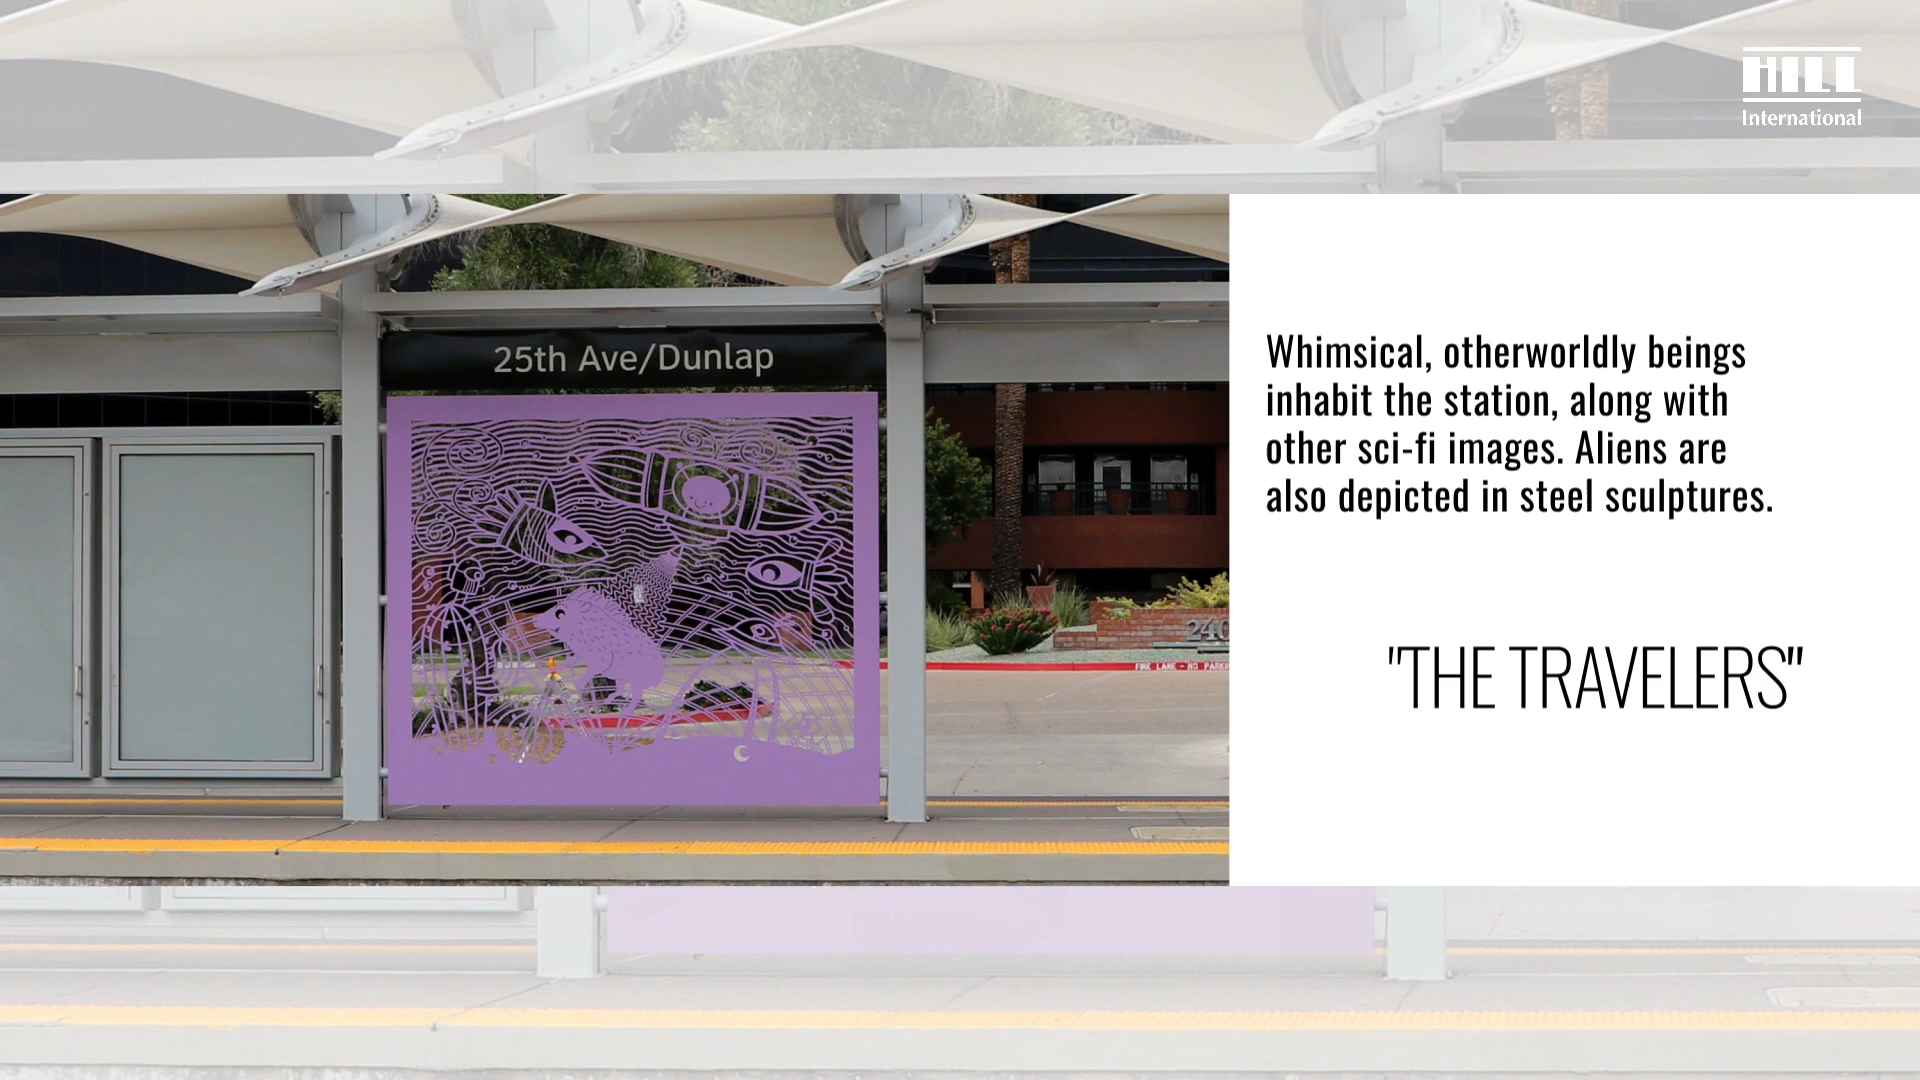 HILL
International
25th Ave/Dunlap
Whimsical, otherworldly beings
inhabit the station, along with
other sci-fi images. Aliens are
also depicted in steel sculptures.
240
FIRE LANE - NO PARKIN
"THE TRAVELERS"